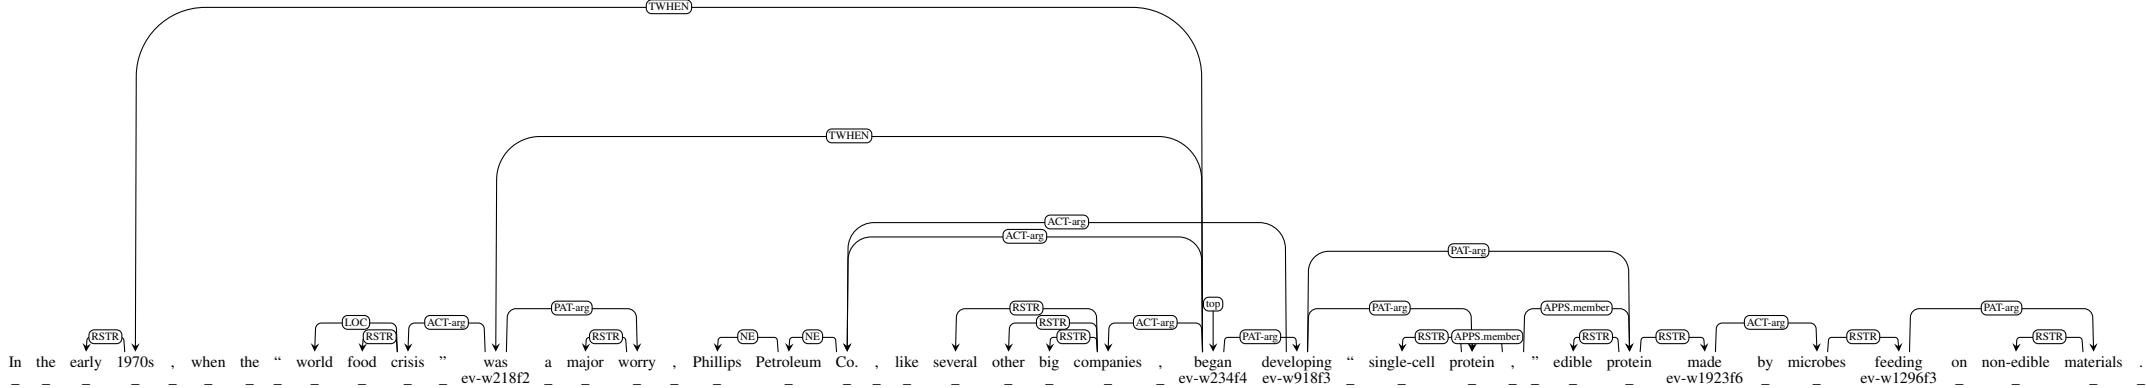 TWHEN
TWHEN
ACT-arg
ACT-arg
PAT-arg
top
PAT-arg RSTR PAT-arg APPS.member PAT-arg
LOC ACT-arg RSTR ACT-arg ACT-arg
RSTR RSTR RSTR NE NE RSTR PAT-arg RSTR APPS.member RSTR RSTR RSTR RSTR
In the early 1970s , when the “ world food crisis ” was a major worry , Phillips Petroleum Co. , like several other big companies , began developing “ single-cell protein , ” edible protein made by microbes feeding on non-edible materials .
_ _ _ _ _ _ _ _ _ _ _ _ ev-w218f2 _ _ _ _ _ _ _ _ _ _ _ _ _ _ ev-w234f4 ev-w918f3 _ _ _ _ _ _ _ ev-w1923f6 _ _ ev-w1296f3 _ _ _ _